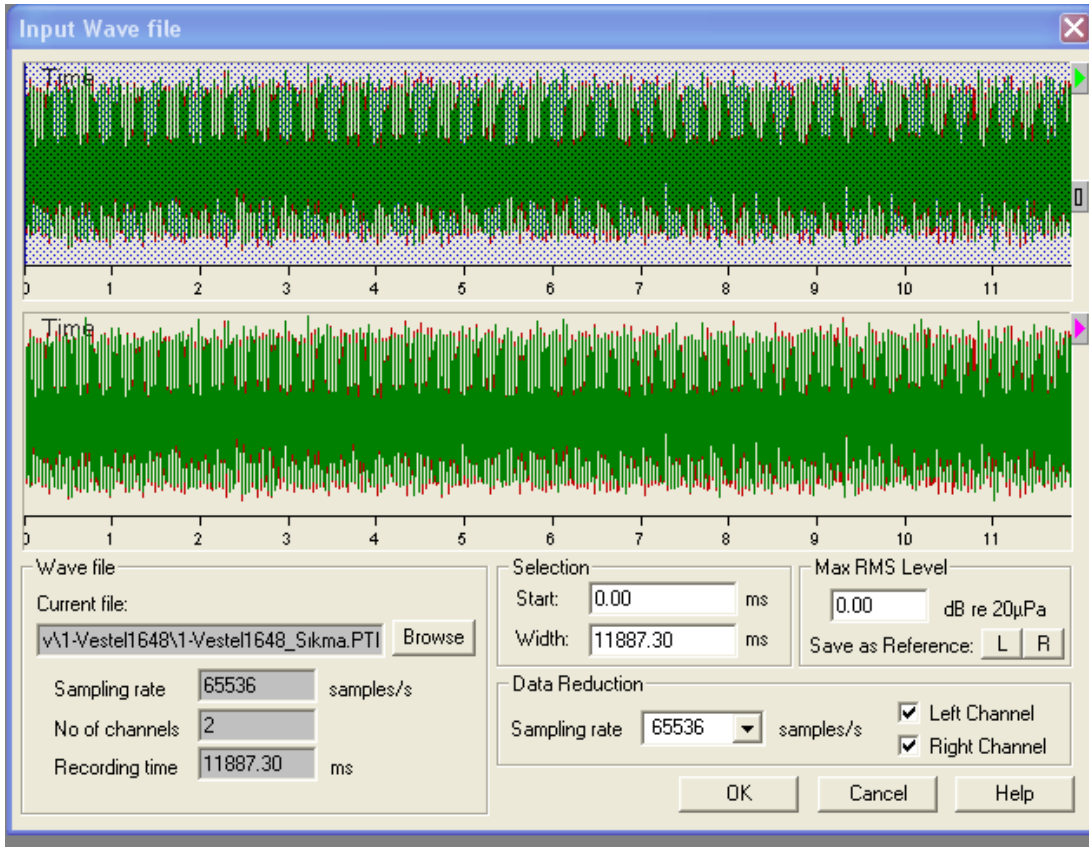 Input Wave file
Time
0 1 2 3 4 5 6 7 8 9 10 11
Time
0 1 2 3 4 5 6 7 8 9 10 11
Wave file
Current file:
v\1-Vestel1648\1-Vestel1648_Sıkma.PTI Browse
Sampling rate 65536 samples/s
No of channels 2
Recording time 11887.30 ms
Selection
Start: 0.00 ms
Width: 11887.30 ms
Max RMS Level
0.00 dB re 20µPa
Save as Reference: L R
Data Reduction
Sampling rate 65536 samples/s
Left Channel
Right Channel
OK Cancel Help